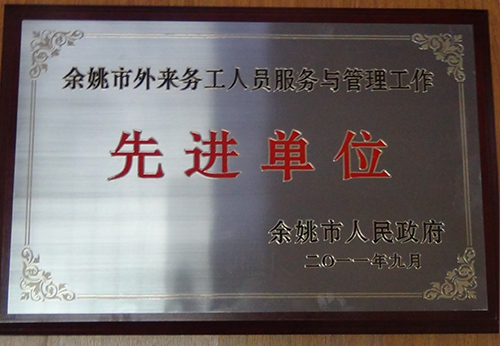 余姚市外来务工人员服务与管理工作
先进单位
余姚市人民政府
二〇一一年九月